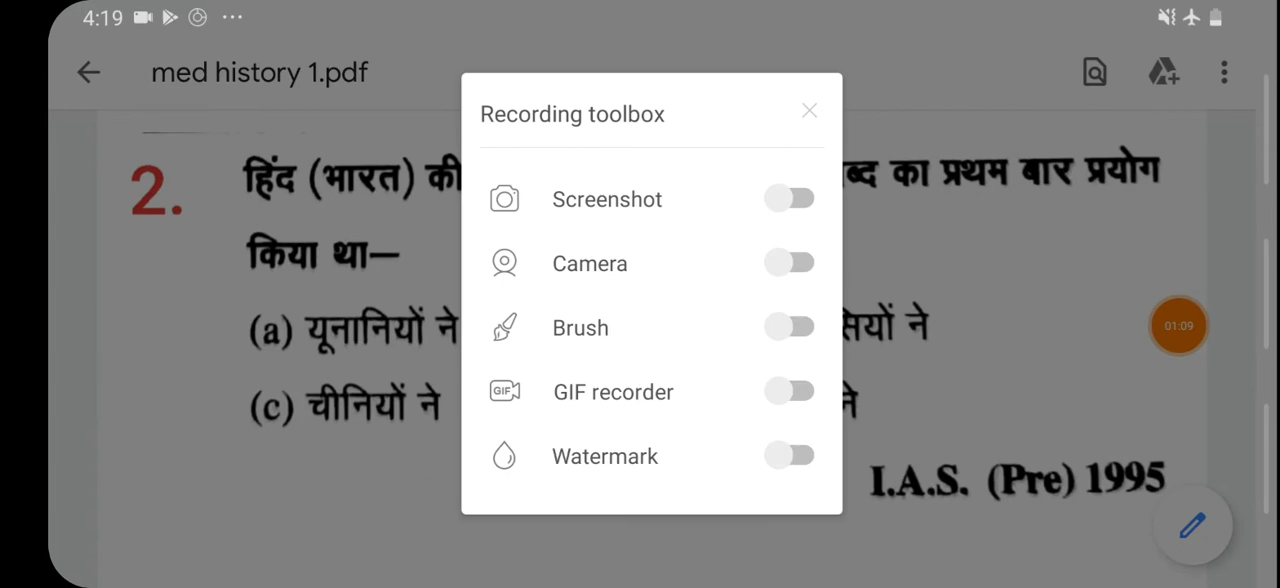 4:19
med history 1.pdf
Recording toolbox
2. हिंद (भारत) की का प्रथम बार प्रयोग
Screenshot
किया था—
Camera
(a) यूनानियों ने ने
Brush
01:09
(c) चीनियों ने ने
GIF recorder
GIF
Watermark
I.A.S. (Pre) 1995